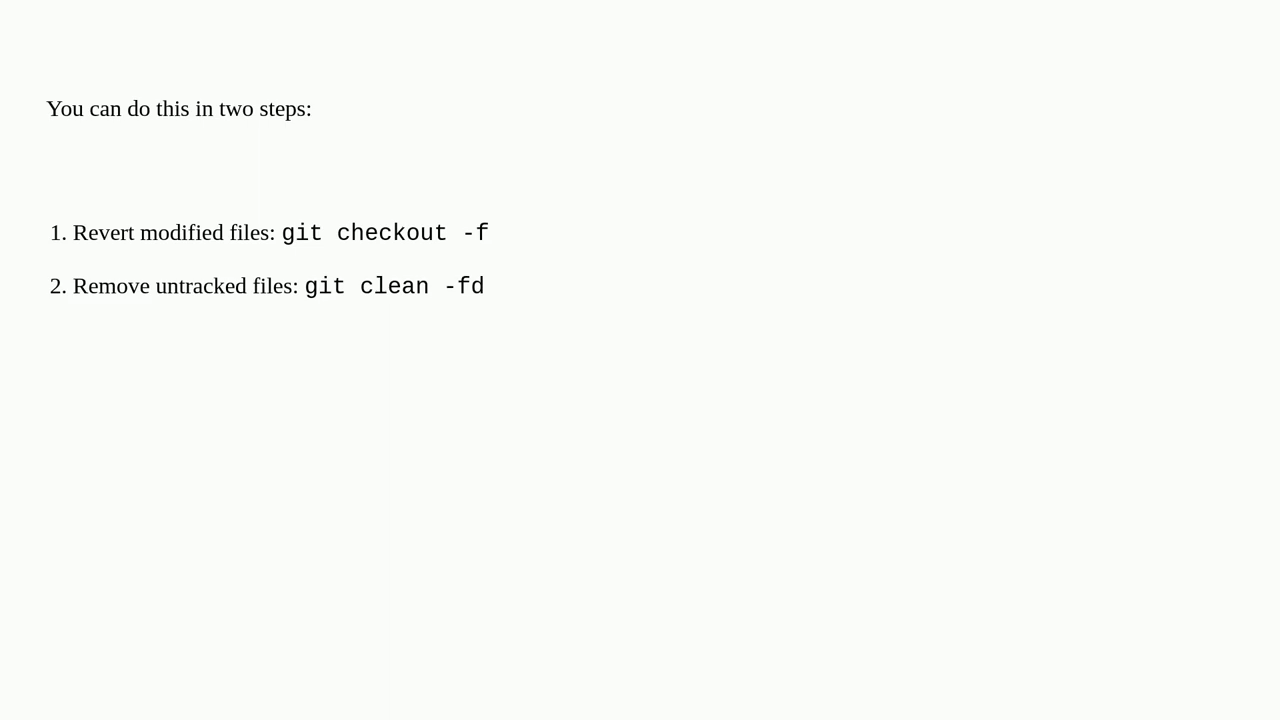 You can do this in two steps:
1. Revert modified files: git checkout -f
2. Remove untracked files: git clean -fd